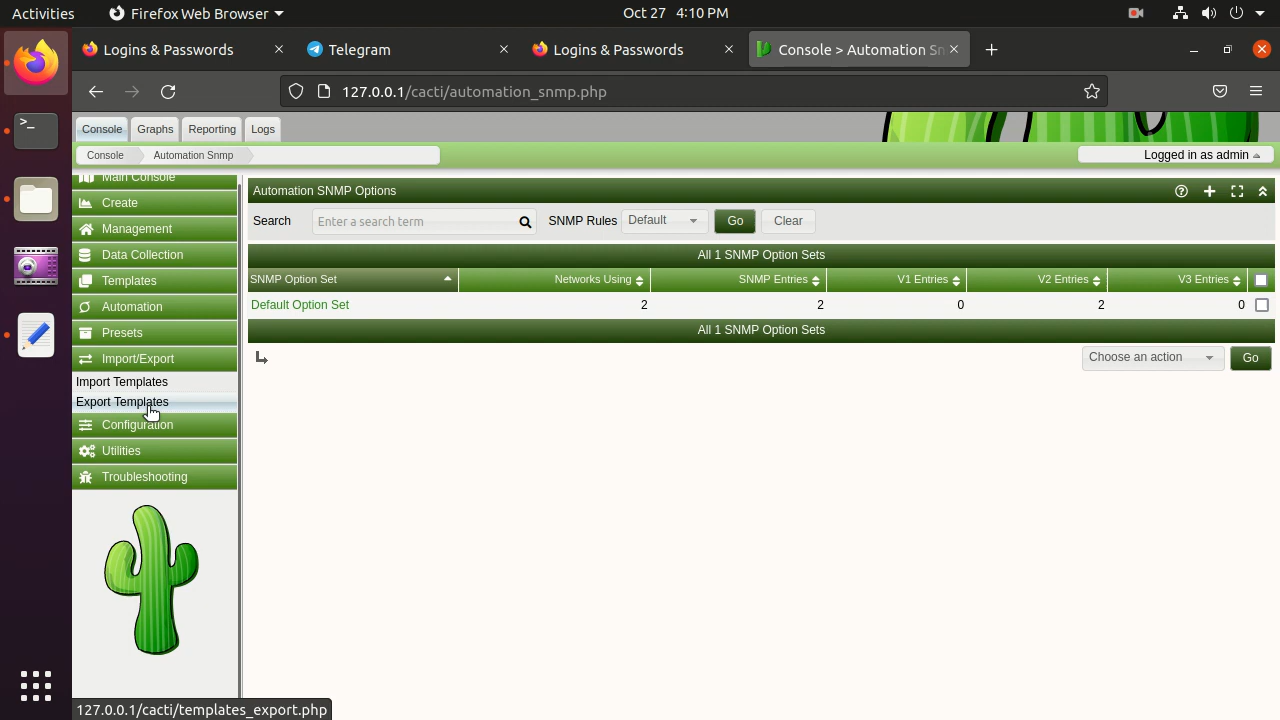 Activities
Firefox Web Browser
Oct 27 4:10 PM
Logins & Passwords
Telegram
Logins & Passwords
Console > Automation Sn
127.0.0.1/cacti/automation_snmp.php
Console
Graphs
Reporting
Logs
Console
Automation Snmp
Logged in as admin
Main Console
Create
Management
Data Collection
Templates
Automation
Presets
Import/Export
Import Templates
Export Templates
Configuration
Utilities
Troubleshooting
Automation SNMP Options
Search
Enter a search term
SNMP Rules
Default
Go
Clear
All 1 SNMP Option Sets
SNMP Option Set
Networks Using
SNMP Entries
V1 Entries
V2 Entries
V3 Entries
Default Option Set
2
2
0
2
0
All 1 SNMP Option Sets
Choose an action
Go
127.0.0.1/cacti/templates_export.php